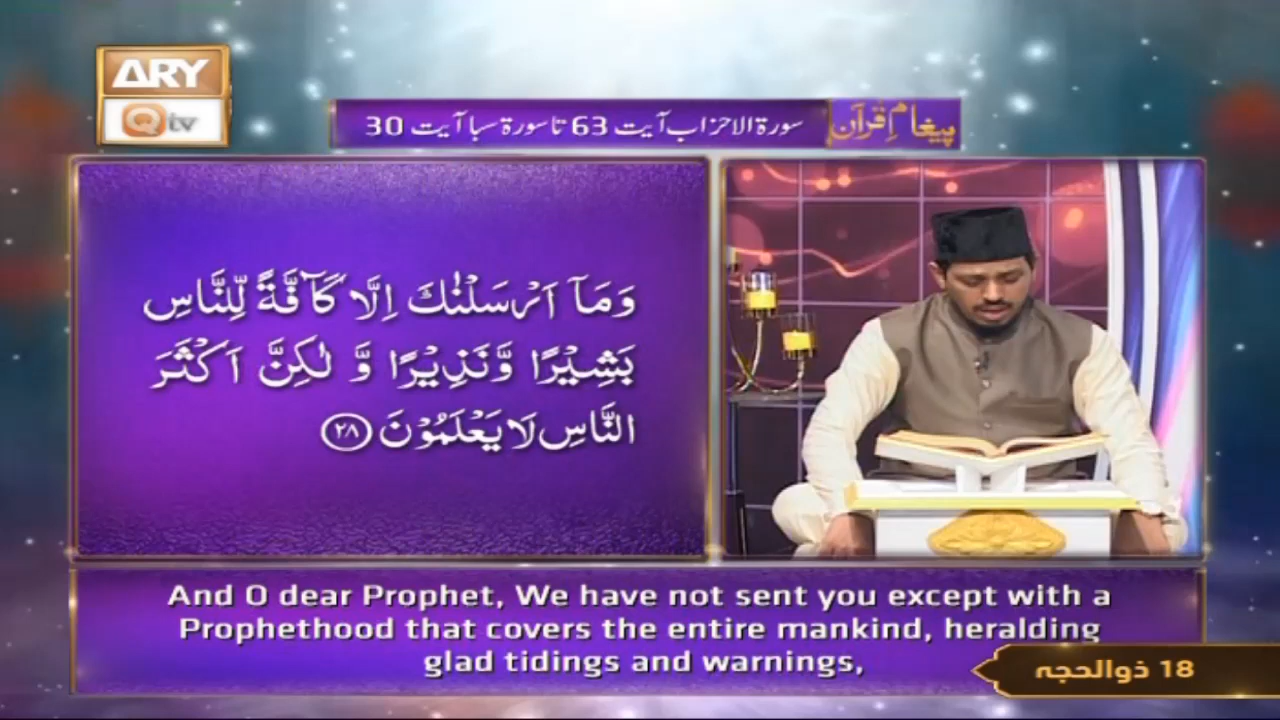 ARY
Qtv
پیغامِ قرآن
سورۃ الاحزاب آیت 63 تا سورۃ سبا آیت 30
وَمَآ اَرْسَلْنٰكَ اِلَّا كَآفَّةً لِّلنَّاسِ
بَشِيْرًا وَّنَذِيْرًا وَّ لٰكِنَّ اَكْثَرَ
النَّاسِ لَا يَعْلَمُوْنَ ﴿۲۸﴾
And O dear Prophet, We have not sent you except with a
Prophethood that covers the entire mankind, heralding
glad tidings and warnings,
18 ذوالحجہ